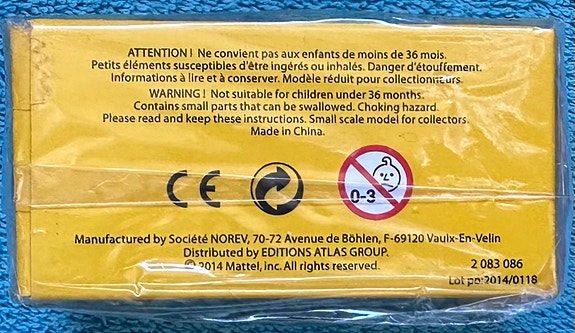 ATTENTION ! Ne convient pas aux enfants de moins de 36 mois.
Petits éléments susceptibles d'être ingérés ou inhalés. Danger d'étouffement.
Informations à lire et à conserver. Modèle réduit pour collectionneurs.
WARNING ! Not suitable for children under 36 months.
Contains small parts that can be swallowed. Choking hazard.
Please read and keep these instructions. Small scale model for collectors.
Made in China.
CE
0-3
Manufactured by Société NOREV, 70-72 Avenue de Böhlen, F-69120 Vaulx-En-Velin
Distributed by EDITIONS ATLAS GROUP.
© 2014 Mattel, inc. All rights reserved.
2 083 086
Lot po 2014/0118